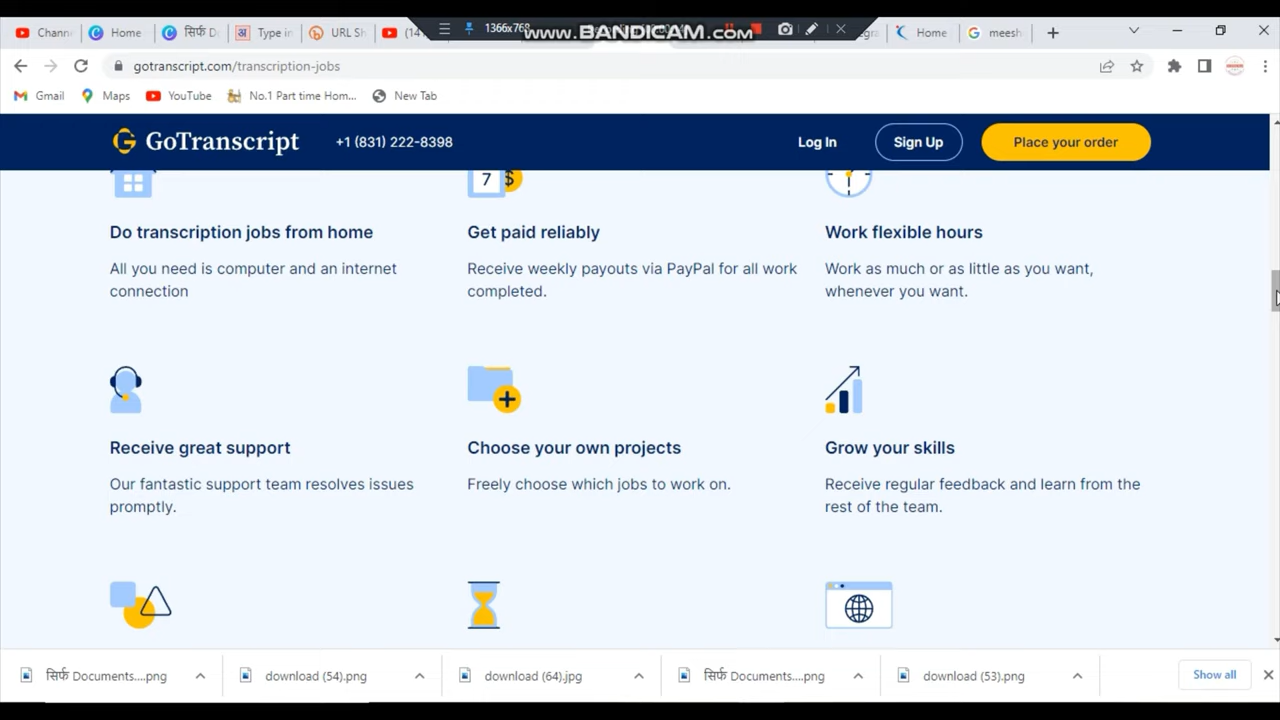 1366x768
www.BANDICAM.com
Chann
Home
सिर्फ D
Type in
URL Sh
(14
Home
meesh
gotranscript.com/transcription-jobs
Gmail
Maps
YouTube
No.1 Part time Hom...
New Tab
GoTranscript
+1 (831) 222-8398
Log In
Sign Up
Place your order
7 $
Do transcription jobs from home
Get paid reliably
Work flexible hours
All you need is computer and an internet
connection
Receive weekly payouts via PayPal for all work
completed.
Work as much or as little as you want,
whenever you want.
Receive great support
Choose your own projects
Grow your skills
Our fantastic support team resolves issues
promptly.
Freely choose which jobs to work on.
Receive regular feedback and learn from the
rest of the team.
सिर्फ Documents....png
download (54).png
download (64).jpg
सिर्फ Documents....png
download (53).png
Show all